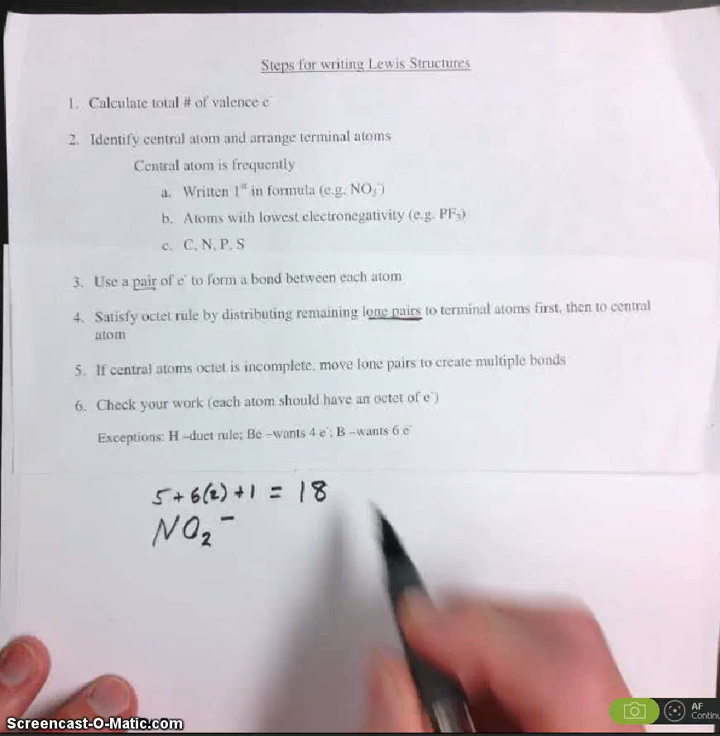 Steps for writing Lewis Structures
1. Calculate total # of valence e⁻
2. Identify central atom and arrange terminal atoms
Central atom is frequently
a. Written 1ˢᵗ in formula (e.g. NO₃⁻)
b. Atoms with lowest electronegativity (e.g. PF₃)
c. C, N, P, S
3. Use a pair of e⁻ to form a bond between each atom
4. Satisfy octet rule by distributing remaining lone pairs to terminal atoms first, then to central
atom
5. If central atoms octet is incomplete, move lone pairs to create multiple bonds
6. Check your work (each atom should have an octet of e⁻)
Exceptions: H –duet rule; Be –wants 4 e⁻; B –wants 6 e⁻
5 + 6(2) + 1 = 18
NO₂⁻
AF
Continu
Screencast-O-Matic.com